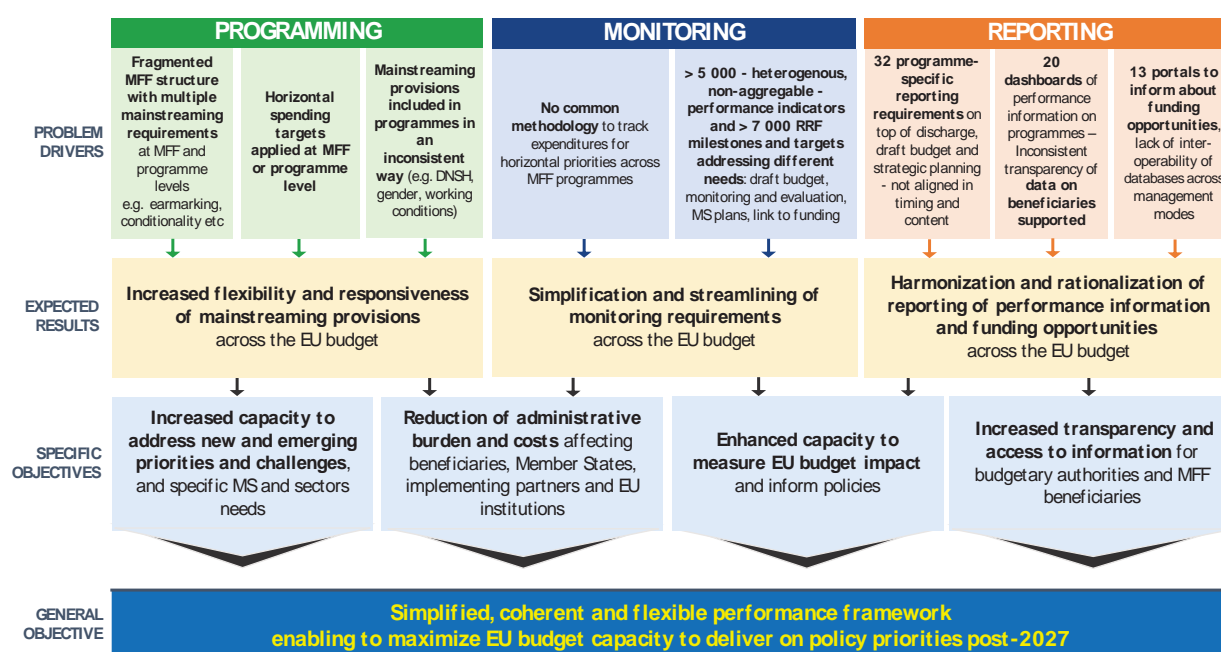 PROGRAMMING
MONITORING
REPORTING
PROBLEM
DRIVERS
Fragmented
MFF structure
with multiple
mainstreaming
requirements
at MFF and
programme
levels
e.g. earmarking,
conditionality etc
Horizontal
spending
targets
applied at MFF
or programme
level
Mainstreaming
provisions
included in
programmes in
an
inconsistent
way (e.g. DNSH,
gender, working
conditions)
No common
methodology to track
expenditures for
horizontal priorities across
MFF programmes
> 5 000 - heterogenous,
non-aggregable -
performance indicators
and > 7 000 RRF
milestones and targets
addressing different
needs: draft budget,
monitoring and evaluation,
MS plans, link to funding
32 programme-
specific
reporting
requirements on
top of discharge,
draft budget and
strategic planning
- not aligned in
timing and
content
20
dashboards of
performance
information on
programmes –
Inconsistent
transparency of
data on
beneficiaries
supported
13 portals to
inform about
funding
opportunities,
lack of inter-
operability of
databases across
management
modes
EXPECTED
RESULTS
Increased flexibility and responsiveness
of mainstreaming provisions
across the EU budget
Simplification and streamlining of
monitoring requirements
across the EU budget
Harmonization and rationalization of
reporting of performance information
and funding opportunities
across the EU budget
SPECIFIC
OBJECTIVES
Increased capacity to
address new and emerging
priorities and challenges,
and specific MS and sectors
needs
Reduction of administrative
burden and costs affecting
beneficiaries, Member States,
implementing partners and EU
institutions
Enhanced capacity to
measure EU budget impact
and inform policies
Increased transparency and
access to information for
budgetary authorities and MFF
beneficiaries
GENERAL
OBJECTIVE
Simplified, coherent and flexible performance framework
enabling to maximize EU budget capacity to deliver on policy priorities post-2027